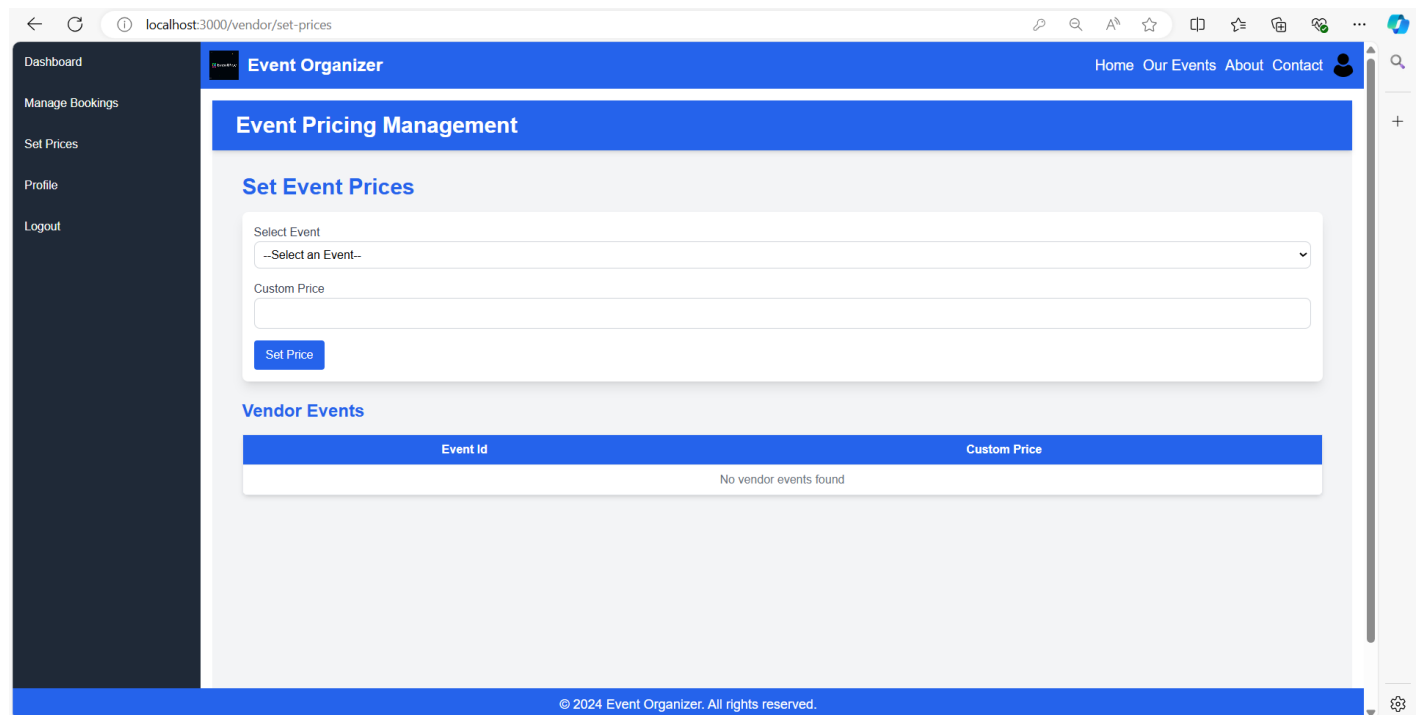 localhost:3000/vendor/set-prices
Dashboard
Manage Bookings
Set Prices
Profile
Logout
Event Organizer
Home Our Events About Contact
Event Pricing Management
Set Event Prices
Select Event
--Select an Event--
Custom Price
Set Price
Vendor Events
Event Id Custom Price
No vendor events found
© 2024 Event Organizer. All rights reserved.